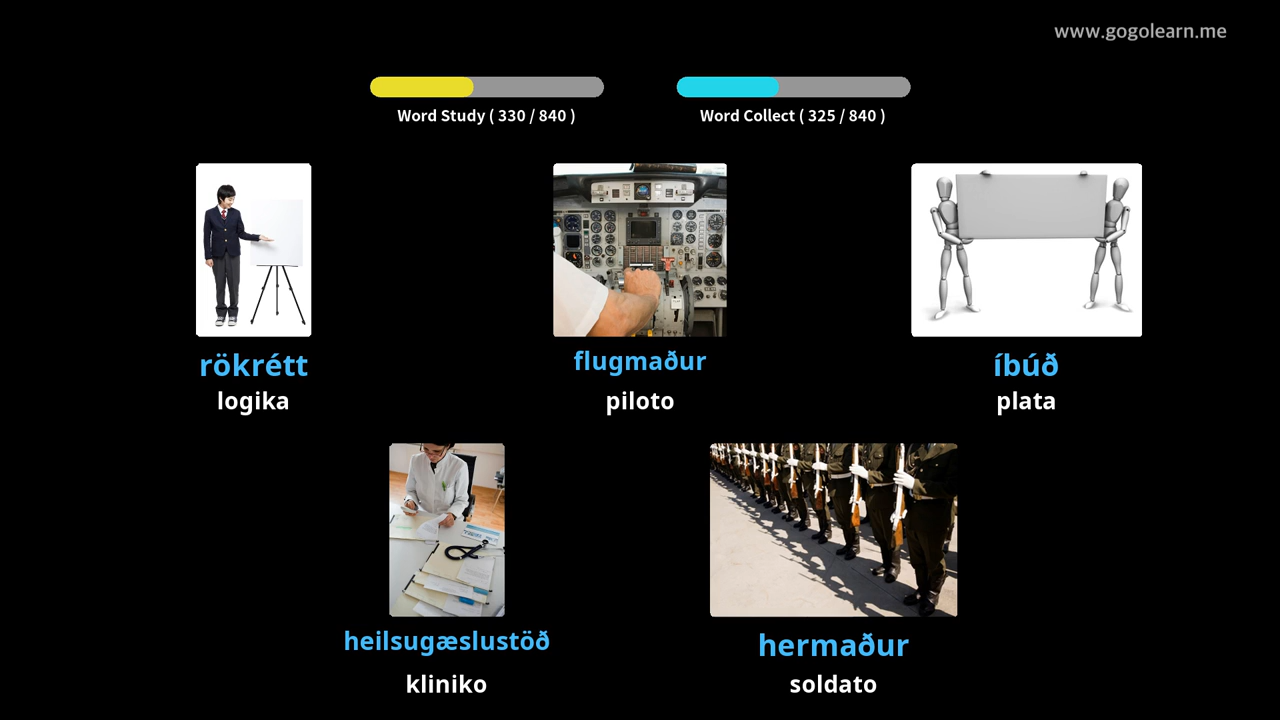 www.gogolearn.me
Word Study ( 330 / 840 )
Word Collect ( 325 / 840 )
rökrétt
logika
flugmaður
piloto
íbúð
plata
heilsugæslustöð
kliniko
hermaður
soldato